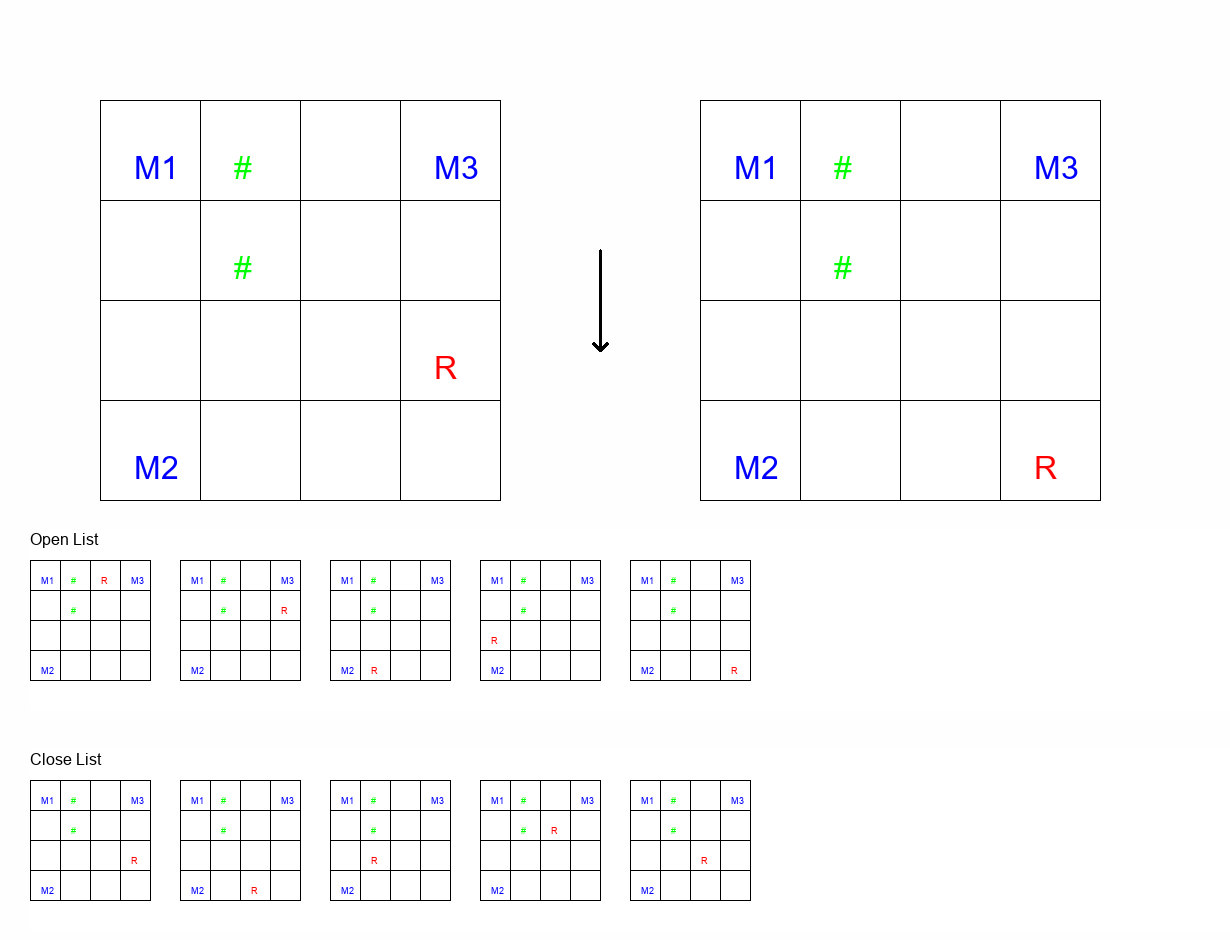 M1 # M3 M1 # M3
# #
R
M2 M2 R
Open List
M1 # R M3 M1 # M3 M1 # M3 M1 # M3 M1 # M3
# # R # # #
R
M2 M2 M2 R M2 M2 R
Close List
M1 # M3 M1 # M3 M1 # M3 M1 # M3 M1 # M3
# # # # R #
R R R
M2 M2 R M2 M2 M2